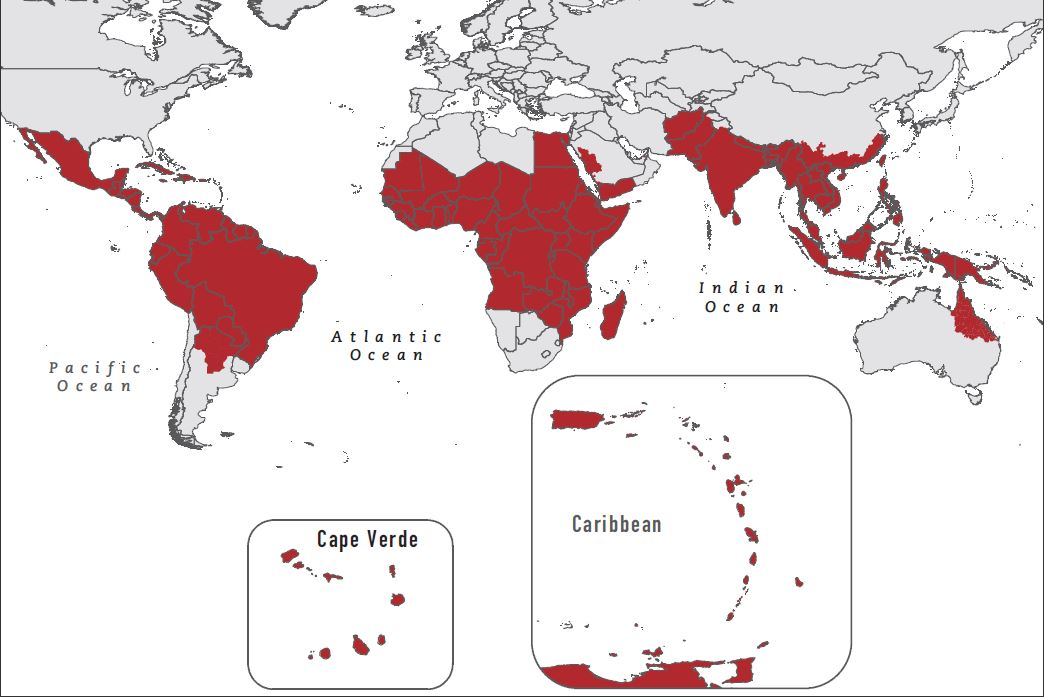 Indian
Ocean
Atlantic
Ocean
Pacific
Ocean
Caribbean
Cape Verde